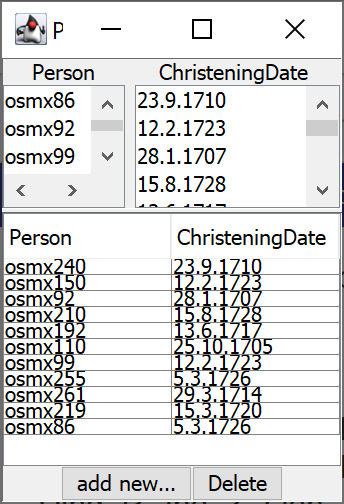 Person ChristeningDate
osmx86 23.9.1710
osmx92 12.2.1723
osmx99 28.1.1707
15.8.1728
Person ChristeningDate
osmx240 23.9.1710
osmx150 12.2.1723
osmx92 28.1.1707
osmx210 15.8.1728
osmx192 13.6.1717
osmx110 25.10.1705
osmx99 12.2.1723
osmx255 5.3.1726
osmx261 29.3.1714
osmx219 15.3.1720
osmx86 5.3.1726
add new... Delete